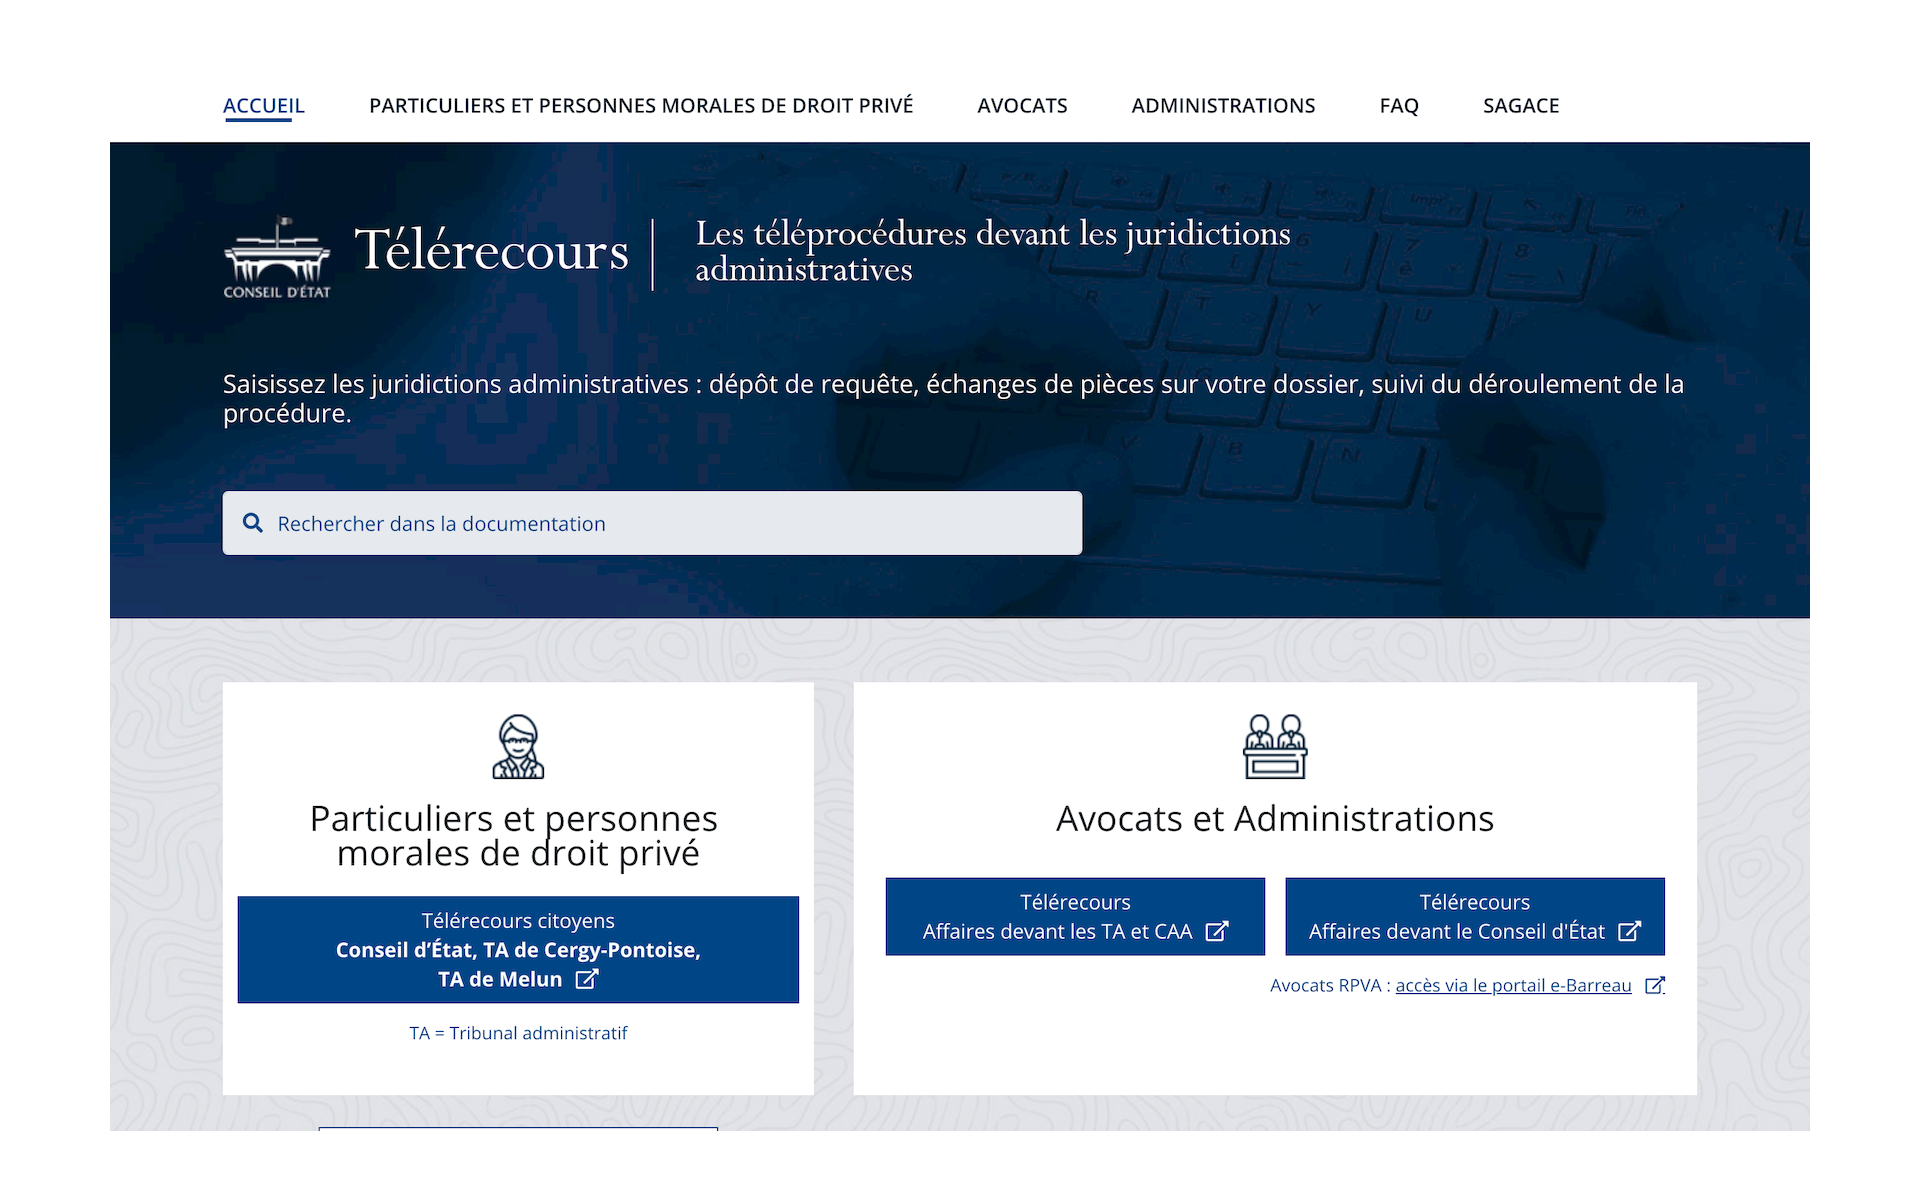 ACCUEIL PARTICULIERS ET PERSONNES MORALES DE DROIT PRIVÉ AVOCATS ADMINISTRATIONS FAQ SAGACE
CONSEIL D'ÉTAT
Télérecours
Les téléprocédures devant les juridictions
administratives
Saisissez les juridictions administratives : dépôt de requête, échanges de pièces sur votre dossier, suivi du déroulement de la
procédure.
Rechercher dans la documentation
Particuliers et personnes
morales de droit privé
Télérecours citoyens
Conseil d’État, TA de Cergy-Pontoise,
TA de Melun
TA = Tribunal administratif
Avocats et Administrations
Télérecours
Affaires devant les TA et CAA
Télérecours
Affaires devant le Conseil d'État
Avocats RPVA : accès via le portail e-Barreau